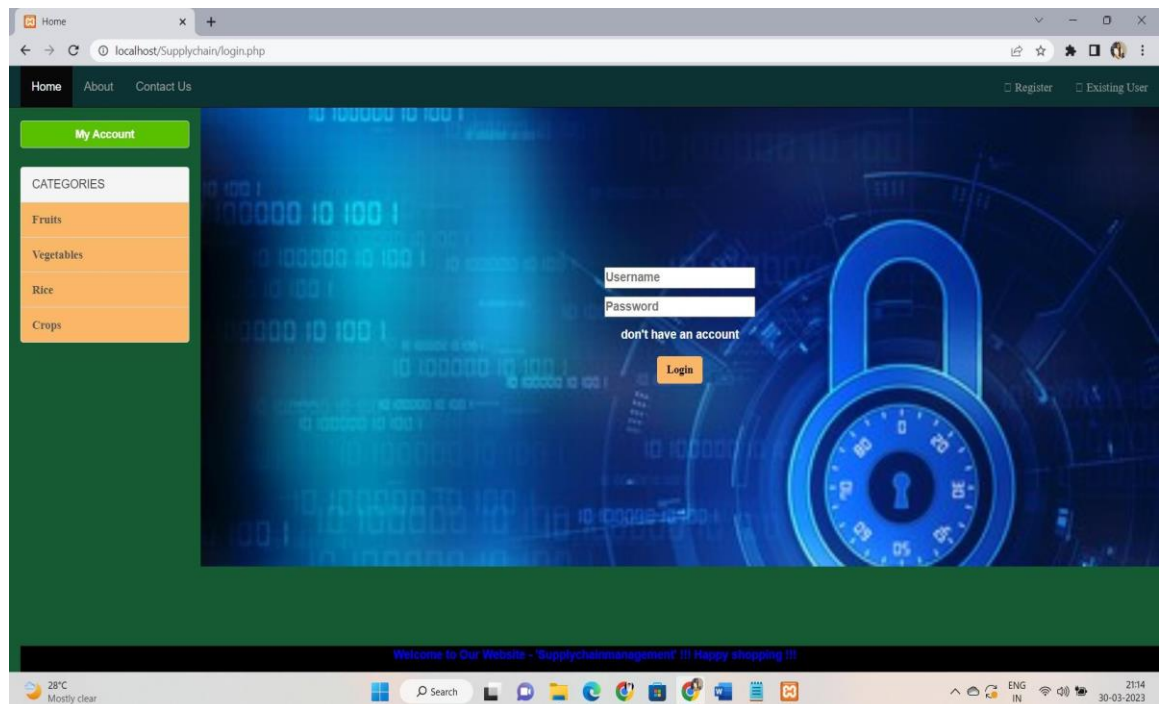 Home
localhost/Supplychain/login.php
Home About Contact Us Register Existing User
My Account
CATEGORIES
Fruits
Vegetables
Rice
Crops
Username
Password
don't have an account
Login
Welcome to Our Website - 'Supplychainmanagement' !!! Happy shopping !!!
28°C
Mostly clear
Search
ENG
IN
21:14
30-03-2023